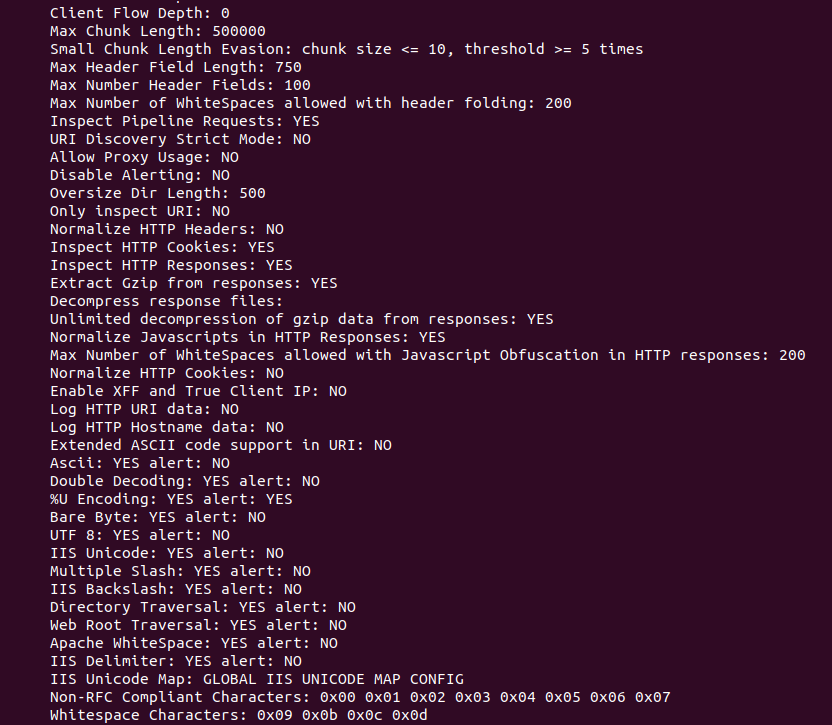 Client Flow Depth: 0
Max Chunk Length: 500000
Small Chunk Length Evasion: chunk size <= 10, threshold >= 5 times
Max Header Field Length: 750
Max Number Header Fields: 100
Max Number of WhiteSpaces allowed with header folding: 200
Inspect Pipeline Requests: YES
URI Discovery Strict Mode: NO
Allow Proxy Usage: NO
Disable Alerting: NO
Oversize Dir Length: 500
Only inspect URI: NO
Normalize HTTP Headers: NO
Inspect HTTP Cookies: YES
Inspect HTTP Responses: YES
Extract Gzip from responses: YES
Decompress response files:
Unlimited decompression of gzip data from responses: YES
Normalize Javascripts in HTTP Responses: YES
Max Number of WhiteSpaces allowed with Javascript Obfuscation in HTTP responses: 200
Normalize HTTP Cookies: NO
Enable XFF and True Client IP: NO
Log HTTP URI data: NO
Log HTTP Hostname data: NO
Extended ASCII code support in URI: NO
Ascii: YES alert: NO
Double Decoding: YES alert: NO
%U Encoding: YES alert: YES
Bare Byte: YES alert: NO
UTF 8: YES alert: NO
IIS Unicode: YES alert: NO
Multiple Slash: YES alert: NO
IIS Backslash: YES alert: NO
Directory Traversal: YES alert: NO
Web Root Traversal: YES alert: NO
Apache WhiteSpace: YES alert: NO
IIS Delimiter: YES alert: NO
IIS Unicode Map: GLOBAL IIS UNICODE MAP CONFIG
Non-RFC Compliant Characters: 0x00 0x01 0x02 0x03 0x04 0x05 0x06 0x07
Whitespace Characters: 0x09 0x0b 0x0c 0x0d